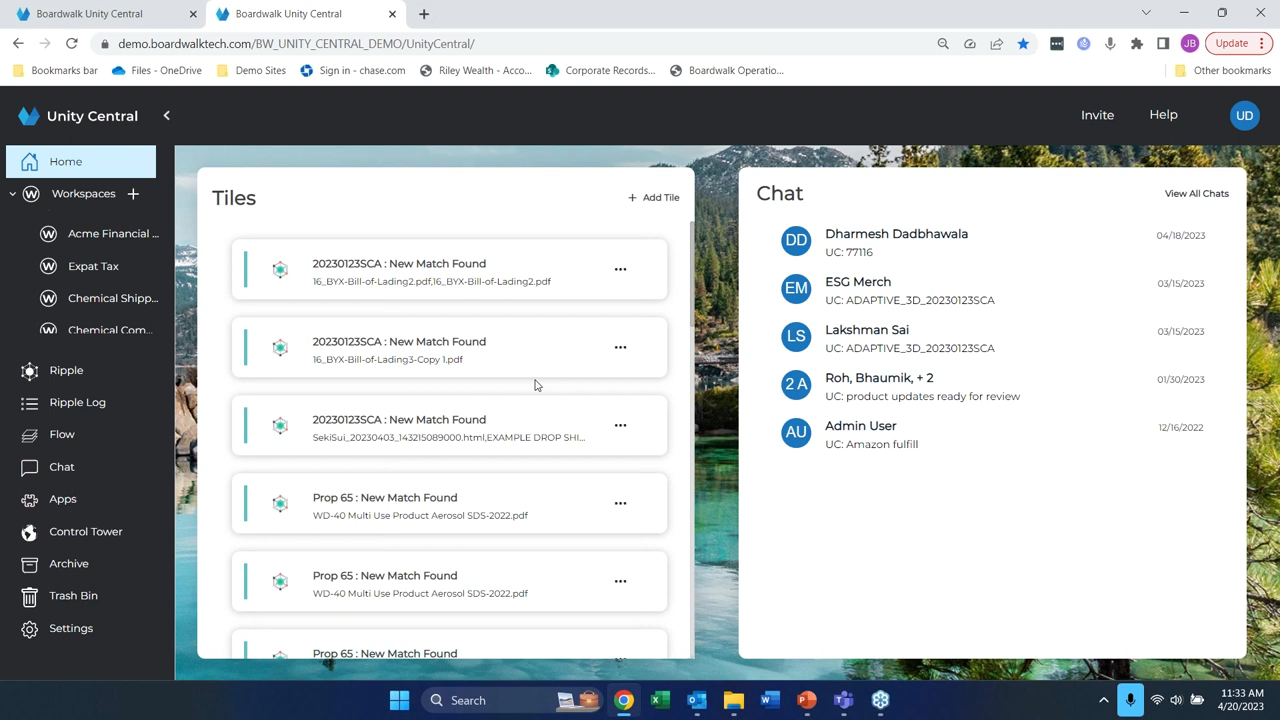 Boardwalk Unity Central
Boardwalk Unity Central
demo.boardwalktech.com/BW_UNITY_CENTRAL_DEMO/UnityCentral/
JB
Update
Bookmarks bar
Files - OneDrive
Demo Sites
Sign in - chase.com
Riley Wealth - Acco...
Corporate Records...
Boardwalk Operatio...
Other bookmarks
Unity Central
Invite
Help
UD
Home
Workspaces
W Acme Financial ...
W Expat Tax
W Chemical Shipp...
W Chemical Com...
Ripple
Ripple Log
Flow
Chat
Apps
Control Tower
Archive
Trash Bin
Settings
Tiles
+ Add Tile
20230123SCA : New Match Found
16_BYX-Bill-of-Lading2.pdf,16_BYX-Bill-of-Lading2.pdf
20230123SCA : New Match Found
16_BYX-Bill-of-Lading3-Copy 1.pdf
20230123SCA : New Match Found
SekiSui_20230403_143215089000.html,EXAMPLE DROP SHI...
Prop 65 : New Match Found
WD-40 Multi Use Product Aerosol SDS-2022.pdf
Prop 65 : New Match Found
WD-40 Multi Use Product Aerosol SDS-2022.pdf
Prop 65 : New Match Found
Chat
View All Chats
DD Dharmesh Dadbhawala 04/18/2023
UC: 77116
EM ESG Merch 03/15/2023
UC: ADAPTIVE_3D_20230123SCA
LS Lakshman Sai 03/15/2023
UC: ADAPTIVE_3D_20230123SCA
2 A Roh, Bhaumik, + 2 01/30/2023
UC: product updates ready for review
AU Admin User 12/16/2022
UC: Amazon fulfill
Search
11:33 AM
4/20/2023